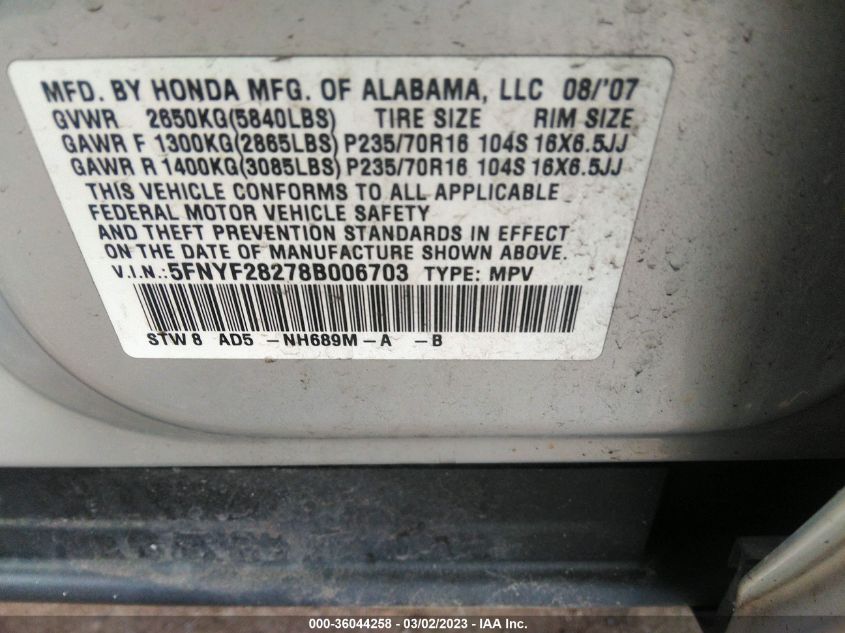 MFD. BY HONDA MFG. OF ALABAMA, LLC 08/'07
GVWR 2650KG(5840LBS) TIRE SIZE RIM SIZE
GAWR F 1300KG(2865LBS) P235/70R16 104S 16X6.5JJ
GAWR R 1400KG(3085LBS) P235/70R16 104S 16X6.5JJ
THIS VEHICLE CONFORMS TO ALL APPLICABLE
FEDERAL MOTOR VEHICLE SAFETY
AND THEFT PREVENTION STANDARDS IN EFFECT
ON THE DATE OF MANUFACTURE SHOWN ABOVE.
V.I.N.: 5FNYF28278B006703 TYPE: MPV
STW 8 AD5 -NH689M-A -B
000-36044258 - 03/02/2023 - IAA Inc.